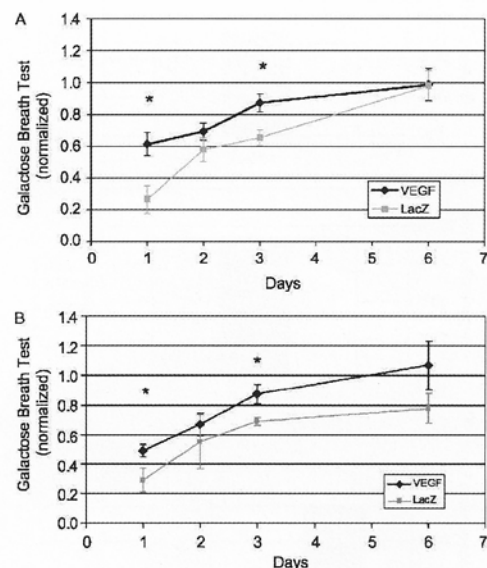 A
Galactose Breath Test
(normalized)
1.4
1.2
1.0
0.8
0.6
0.4
0.2
0.0
* *
VEGF
LacZ
0 1 2 3 4 5 6 7
Days
B
Galactose Breath Test
(normalized)
1.4
1.2
1.0
0.8
0.6
0.4
0.2
0.0
* *
VEGF
LacZ
0 1 2 3 4 5 6 7
Days